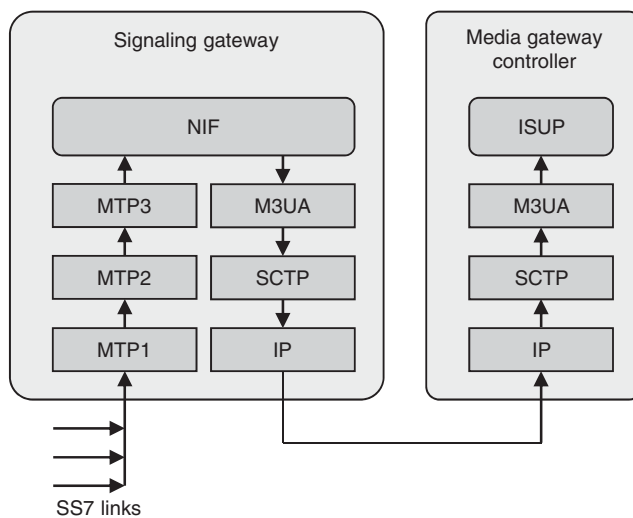 Signaling gateway
Media gateway
controller
NIF
ISUP
MTP3
M3UA
M3UA
MTP2
SCTP
SCTP
MTP1
IP
IP
SS7 links